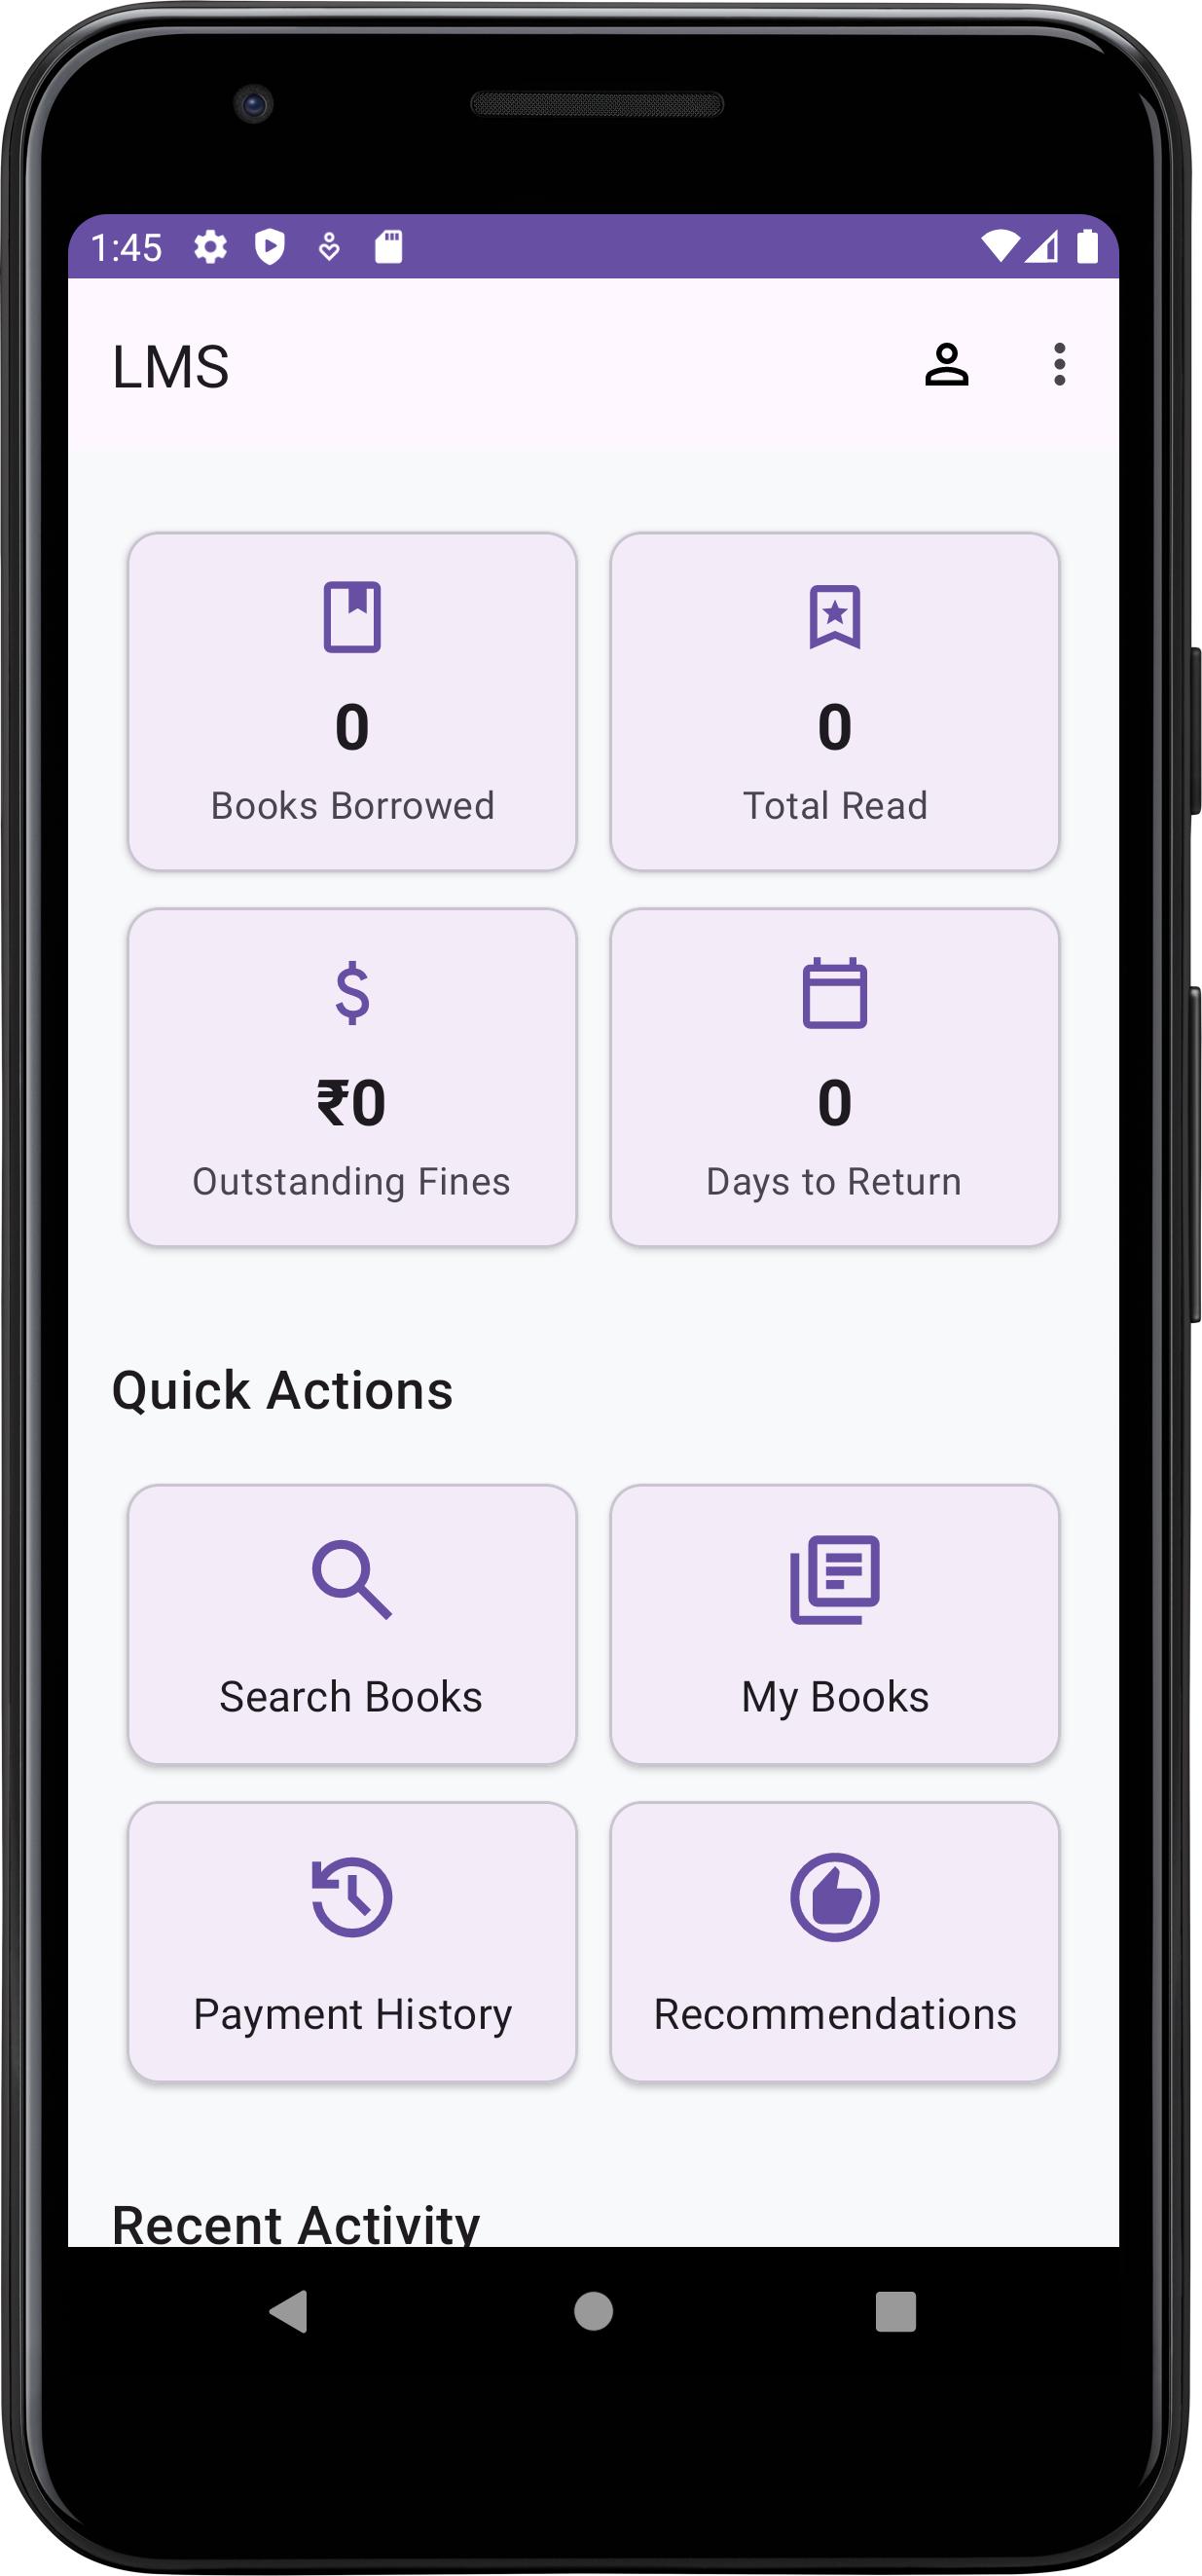 1:45
LMS
0
Books Borrowed
0
Total Read
₹0
Outstanding Fines
0
Days to Return
Quick Actions
Search Books
My Books
Payment History
Recommendations
Recent Activity